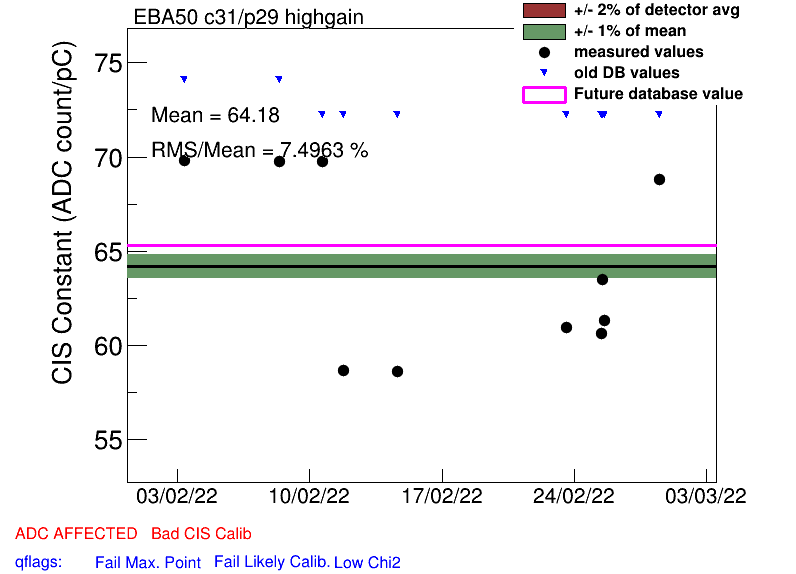 EBA50 c31/p29 highgain
+/- 2% of detector avg
+/- 1% of mean
measured values
old DB values
Future database value
Mean = 64.18
RMS/Mean = 7.4963 %
CIS Constant (ADC count/pC)
75
70
65
60
55
03/02/22 10/02/22 17/02/22 24/02/22 03/03/22
ADC AFFECTED Bad CIS Calib
qflags: Fail Max. Point Fail Likely Calib. Low Chi2